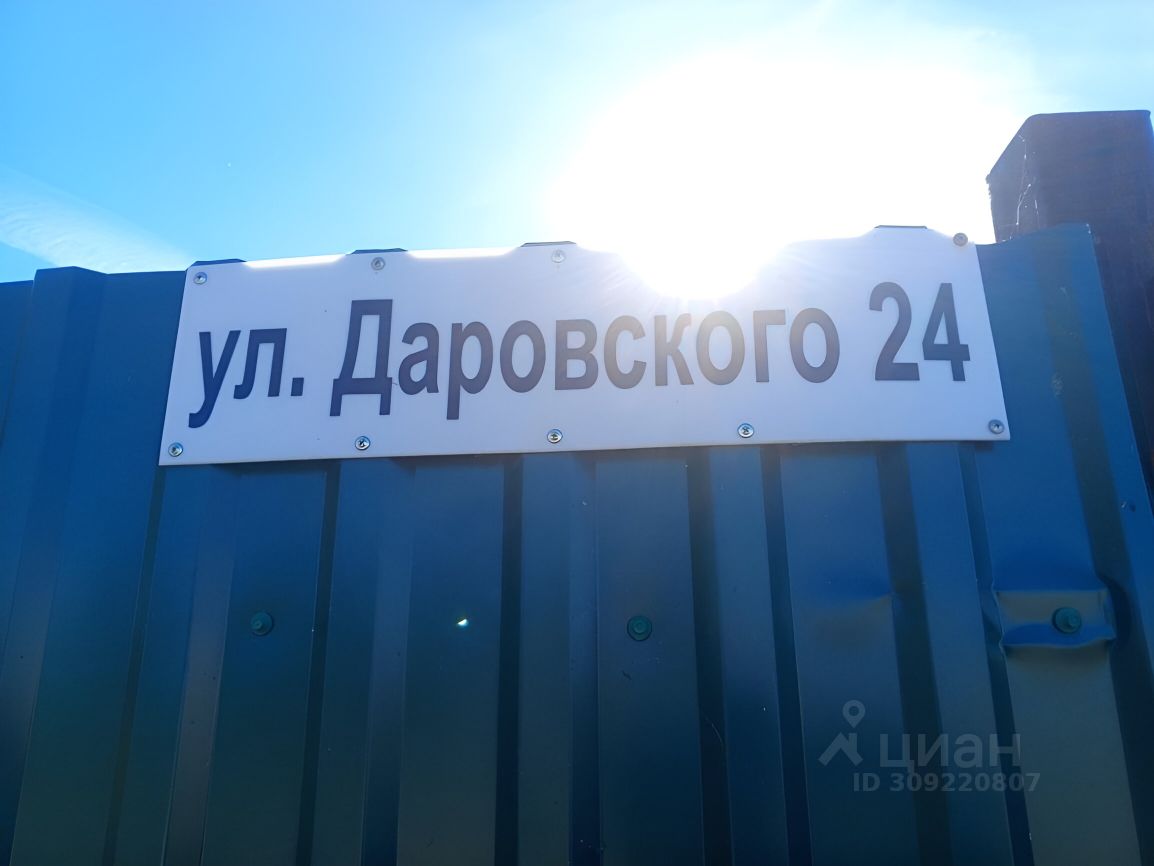 ул. Даровского 24
циан
ID 309220807